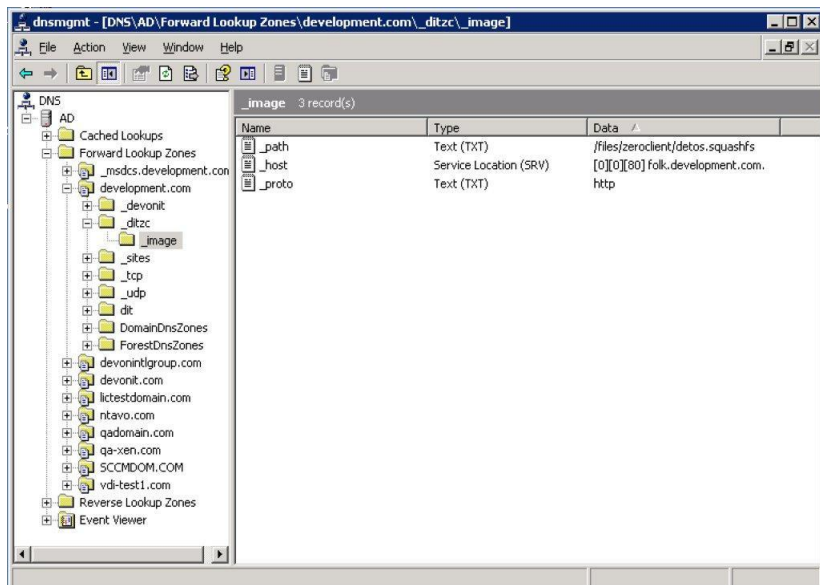 dnsmgmt - [DNS\AD\Forward Lookup Zones\development.com\_ditzc\_image]
File Action View Window Help
DNS
AD
Cached Lookups
Forward Lookup Zones
_msdcs.development.con
development.com
_devonit
_ditzc
_image
_sites
_tcp
_udp
dit
DomainDnsZones
ForestDnsZones
devonintlgroup.com
devonit.com
lictestdomain.com
ntavo.com
qadomain.com
qa-xen.com
SCCMDOM.COM
vdi-test1.com
Reverse Lookup Zones
Event Viewer
_image 3 record(s)
Name Type Data
_path Text (TXT) /files/zeroclient/detos.squashfs
_host Service Location (SRV) [0][0][80] folk.development.com.
_proto Text (TXT) http